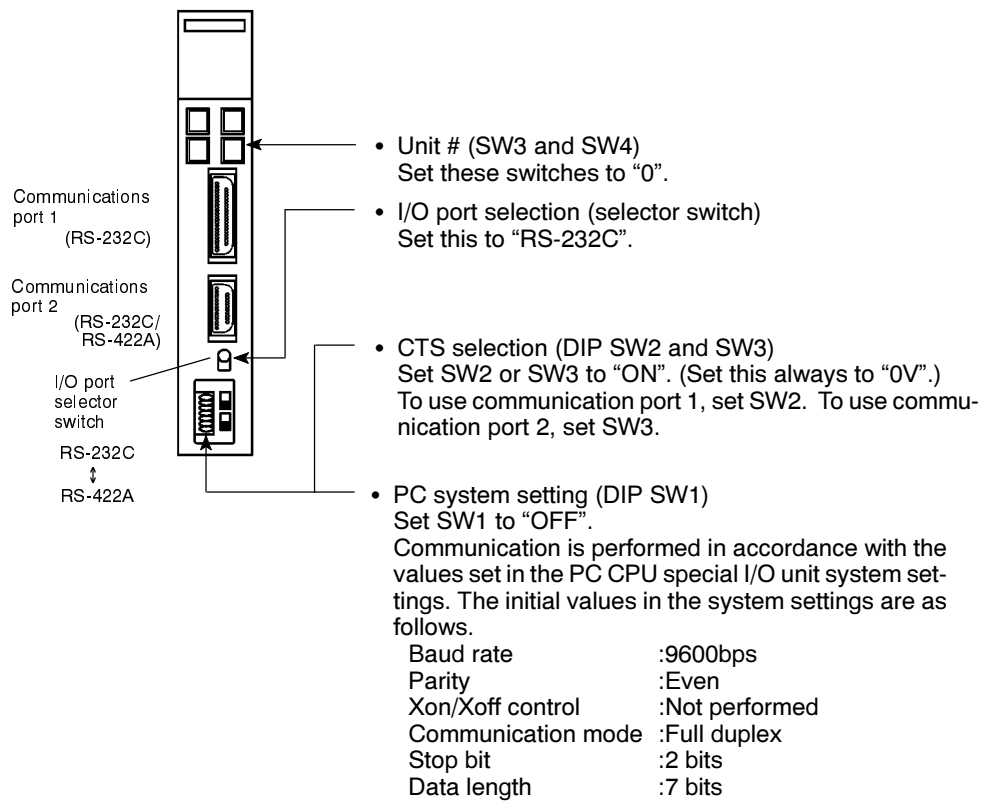 • Unit # (SW3 and SW4)
Set these switches to “0”.
Communications
port 1
(RS-232C)
• I/O port selection (selector switch)
Set this to “RS-232C”.
Communications
port 2
(RS-232C/
RS-422A)
I/O port
selector
switch
RS-232C
↕
RS-422A
• CTS selection (DIP SW2 and SW3)
Set SW2 or SW3 to “ON”. (Set this always to “0V”.)
To use communication port 1, set SW2. To use commu-
nication port 2, set SW3.
• PC system setting (DIP SW1)
Set SW1 to “OFF”.
Communication is performed in accordance with the
values set in the PC CPU special I/O unit system set-
tings. The initial values in the system settings are as
follows.
Baud rate :9600bps
Parity :Even
Xon/Xoff control :Not performed
Communication mode :Full duplex
Stop bit :2 bits
Data length :7 bits